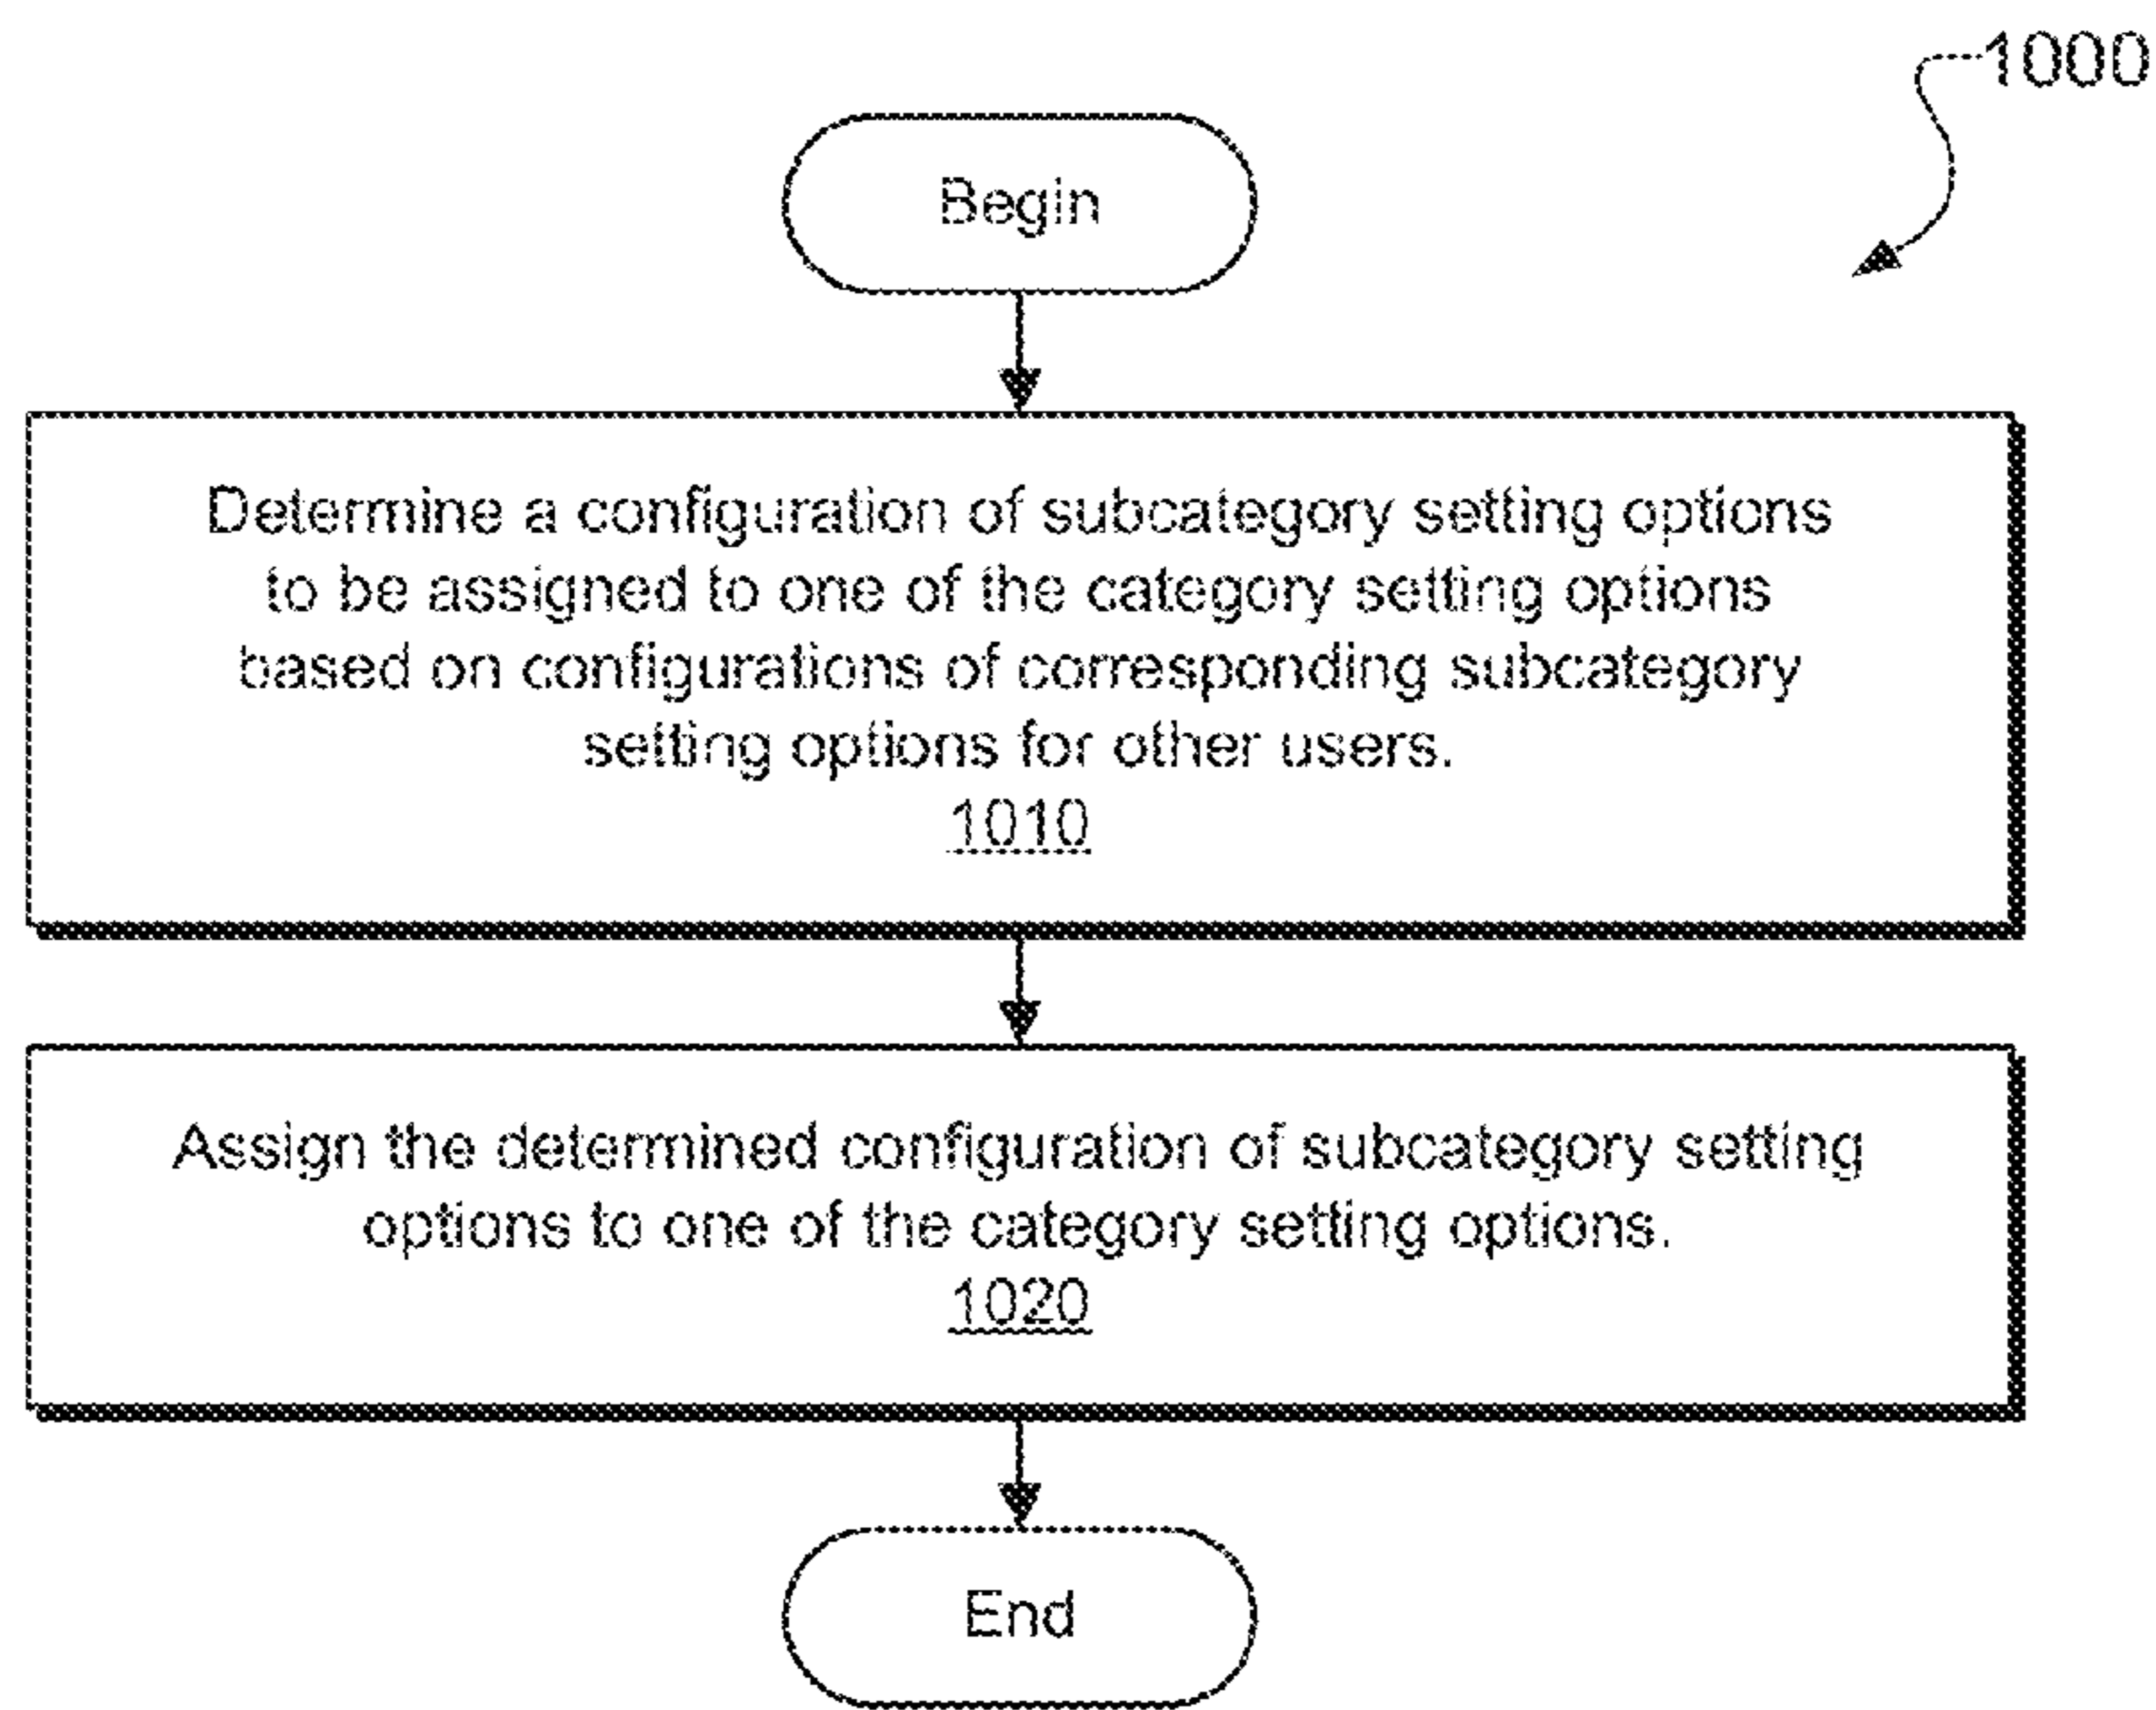 1000
Begin
Determine a configuration of subcategory setting options
to be assigned to one of the category setting options
based on configurations of corresponding subcategory
setting options for other users.
1010
Assign the determined configuration of subcategory setting
options to one of the category setting options.
1020
End